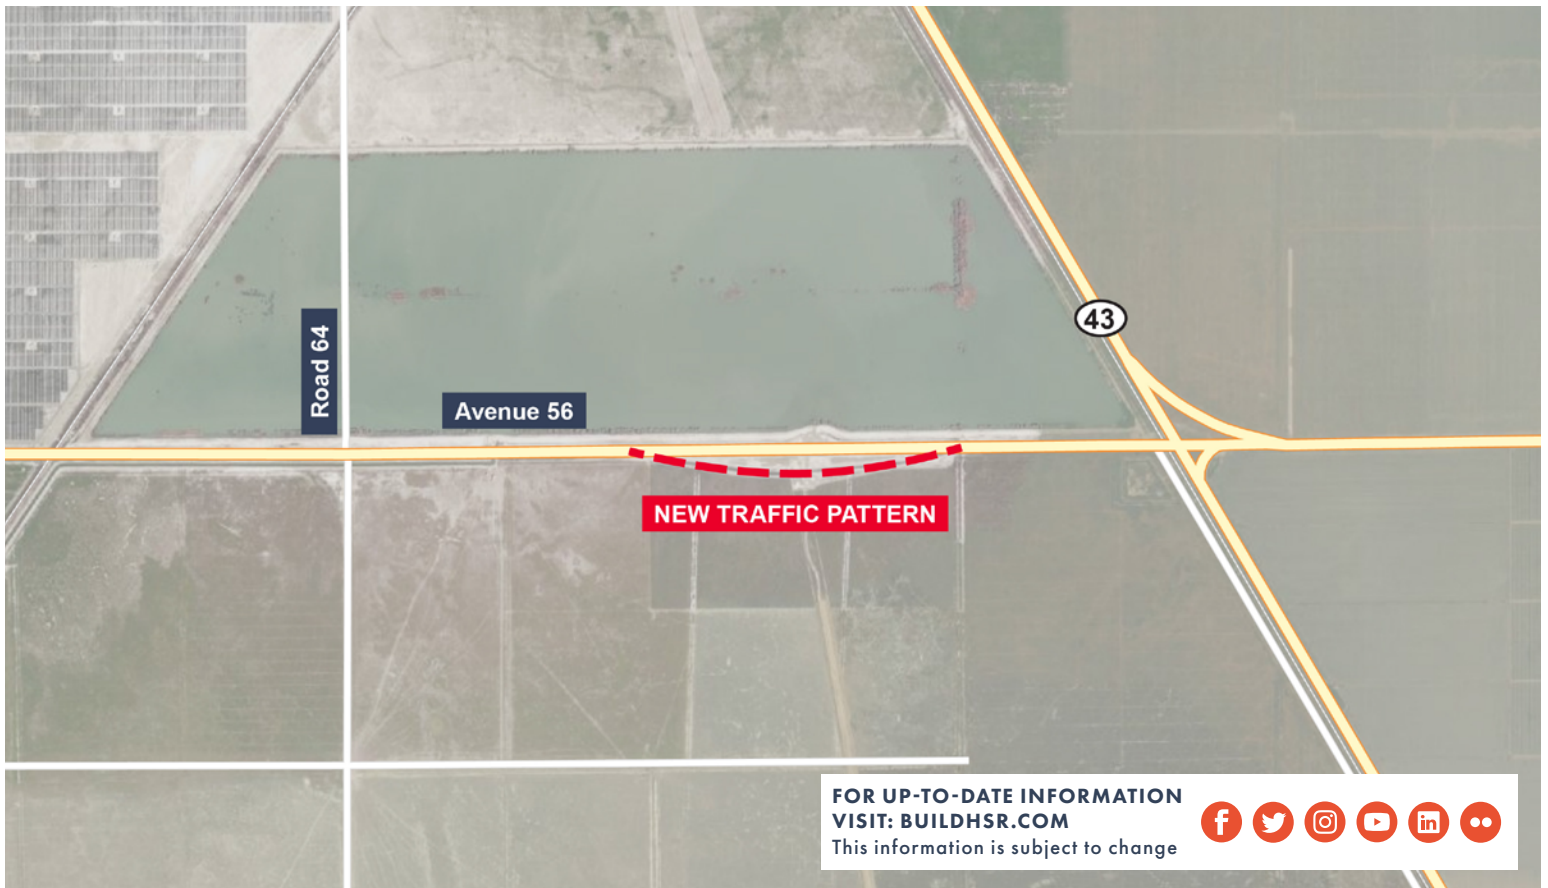 43
Road 64
Avenue 56
NEW TRAFFIC PATTERN
FOR UP-TO-DATE INFORMATION
VISIT: BUILDHSR.COM
This information is subject to change